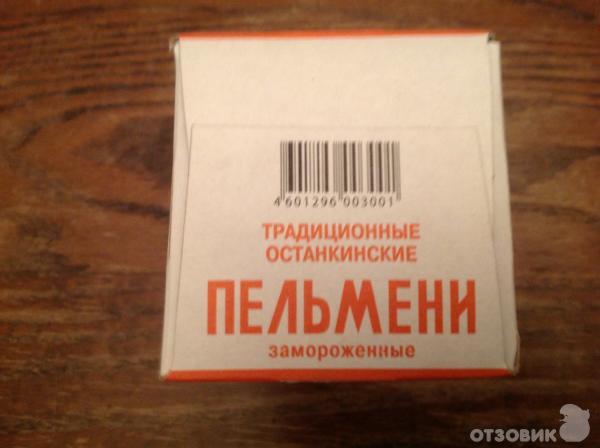 4 601296 003001
ТРАДИЦИОННЫЕ
ОСТАНКИНСКИЕ
ПЕЛЬМЕНИ
замороженные
ОТЗОВИК